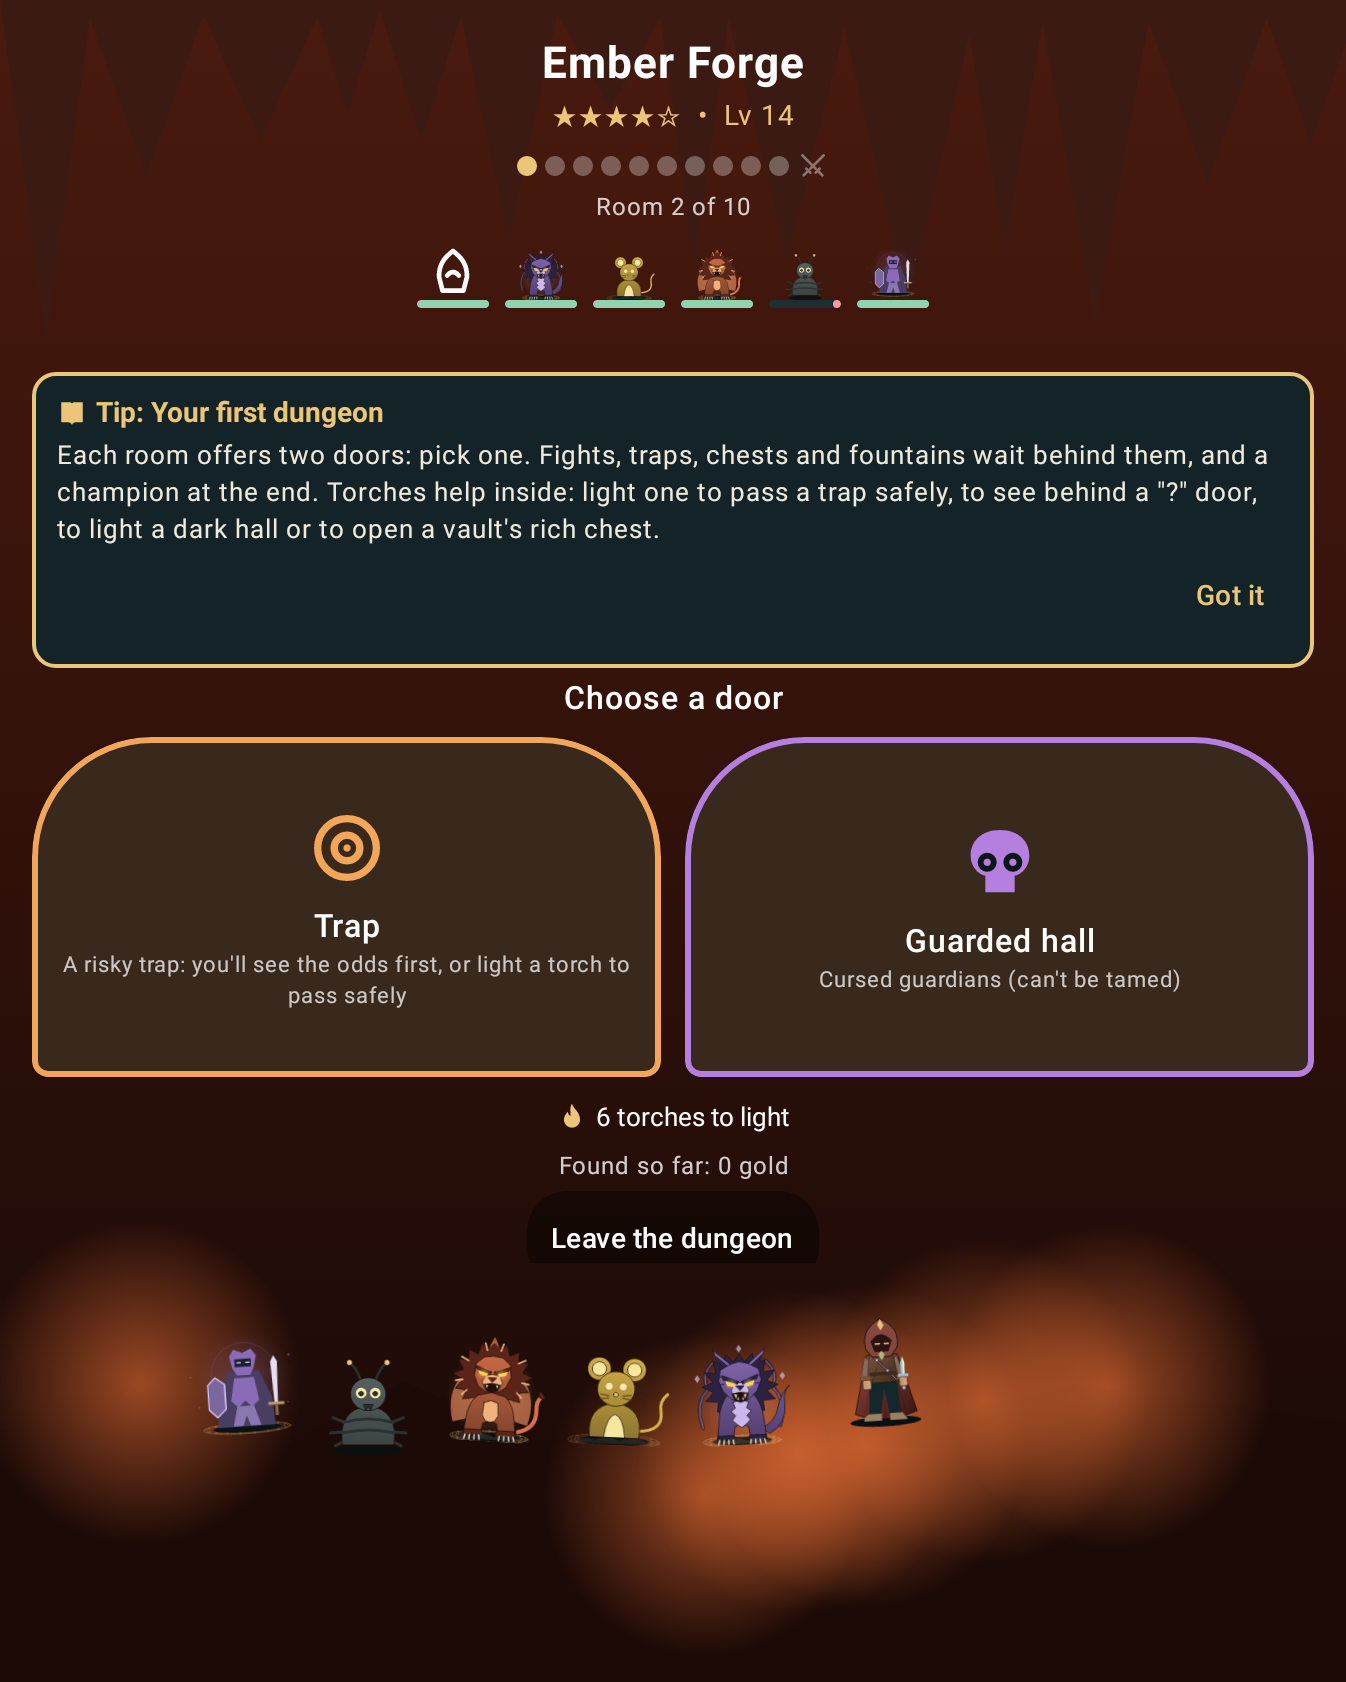 Ember Forge
★★★★☆ • Lv 14
Room 2 of 10
Tip: Your first dungeon
Each room offers two doors: pick one. Fights, traps, chests and fountains wait behind them, and a
champion at the end. Torches help inside: light one to pass a trap safely, to see behind a "?" door,
to light a dark hall or to open a vault's rich chest.
Got it
Choose a door
Trap
A risky trap: you'll see the odds first, or light a torch to
pass safely
Guarded hall
Cursed guardians (can't be tamed)
6 torches to light
Found so far: 0 gold
Leave the dungeon